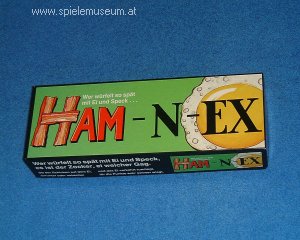 www.spielemuseum.at
Wer würfelt so spät
mit Ei und Speck . . .
HAM-N-EX
Wer würfelt so spät mit Ei und Speck,
es ist der Zocker, ei welcher Gag.
HAM-N-EX